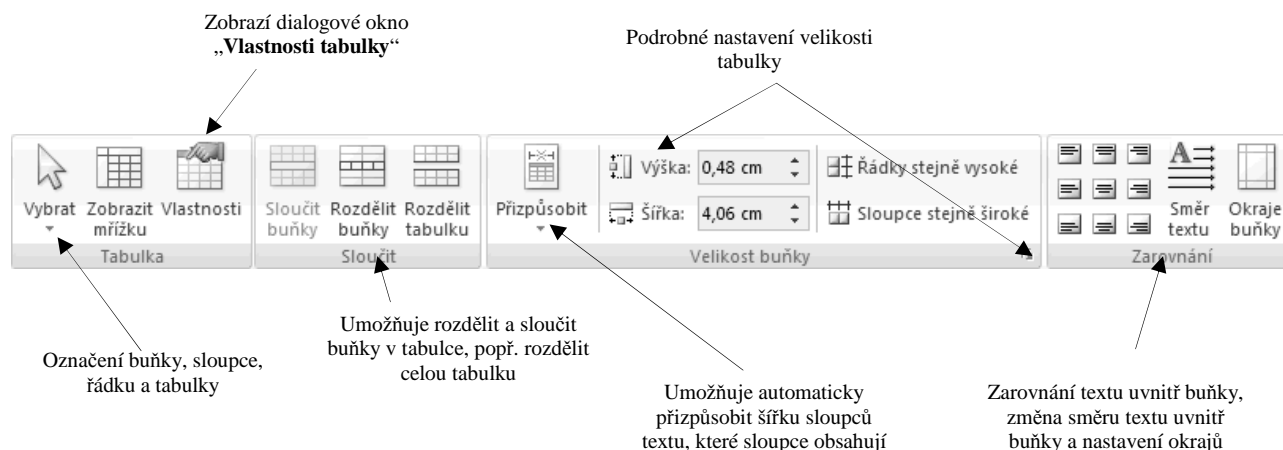 Zobrazí dialogové okno
„Vlastnosti tabulky“
Podrobné nastavení velikosti
tabulky
Vybrat
Zobrazit
mřížku
Vlastnosti
Tabulka
Sloučit
buňky
Rozdělit
buňky
Rozdělit
tabulku
Sloučit
Přizpůsobit
Výška: 0,48 cm
Šířka: 4,06 cm
Řádky stejně vysoké
Sloupce stejně široké
Velikost buňky
Směr
textu
Okraje
buňky
Zarovnání
Označení buňky, sloupce,
řádku a tabulky
Umožňuje rozdělit a sloučit
buňky v tabulce, popř. rozdělit
celou tabulku
Umožňuje automaticky
přizpůsobit šířku sloupců
textu, které sloupce obsahují
Zarovnání textu uvnitř buňky,
změna směru textu uvnitř
buňky a nastavení okrajů